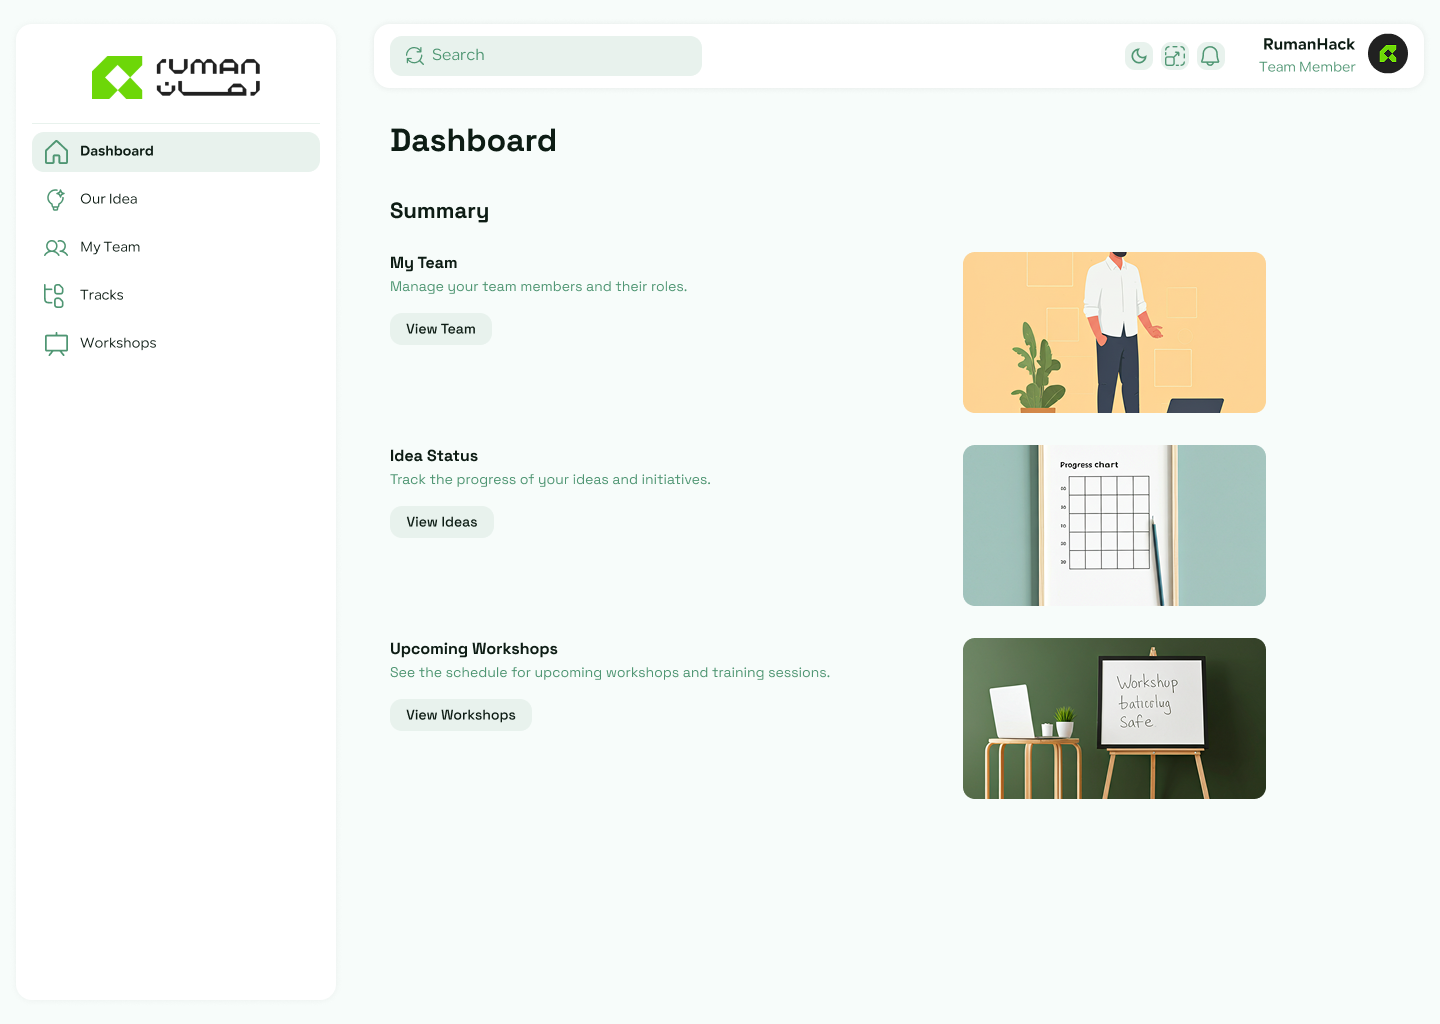 ruman
رمان
Dashboard
Our Idea
My Team
Tracks
Workshops
Search
RumanHack
Team Member
Dashboard
Summary
My Team
Manage your team members and their roles.
View Team
Idea Status
Track the progress of your ideas and initiatives.
View Ideas
Progress chart
Upcoming Workshops
See the schedule for upcoming workshops and training sessions.
View Workshops
Workshup
Safe